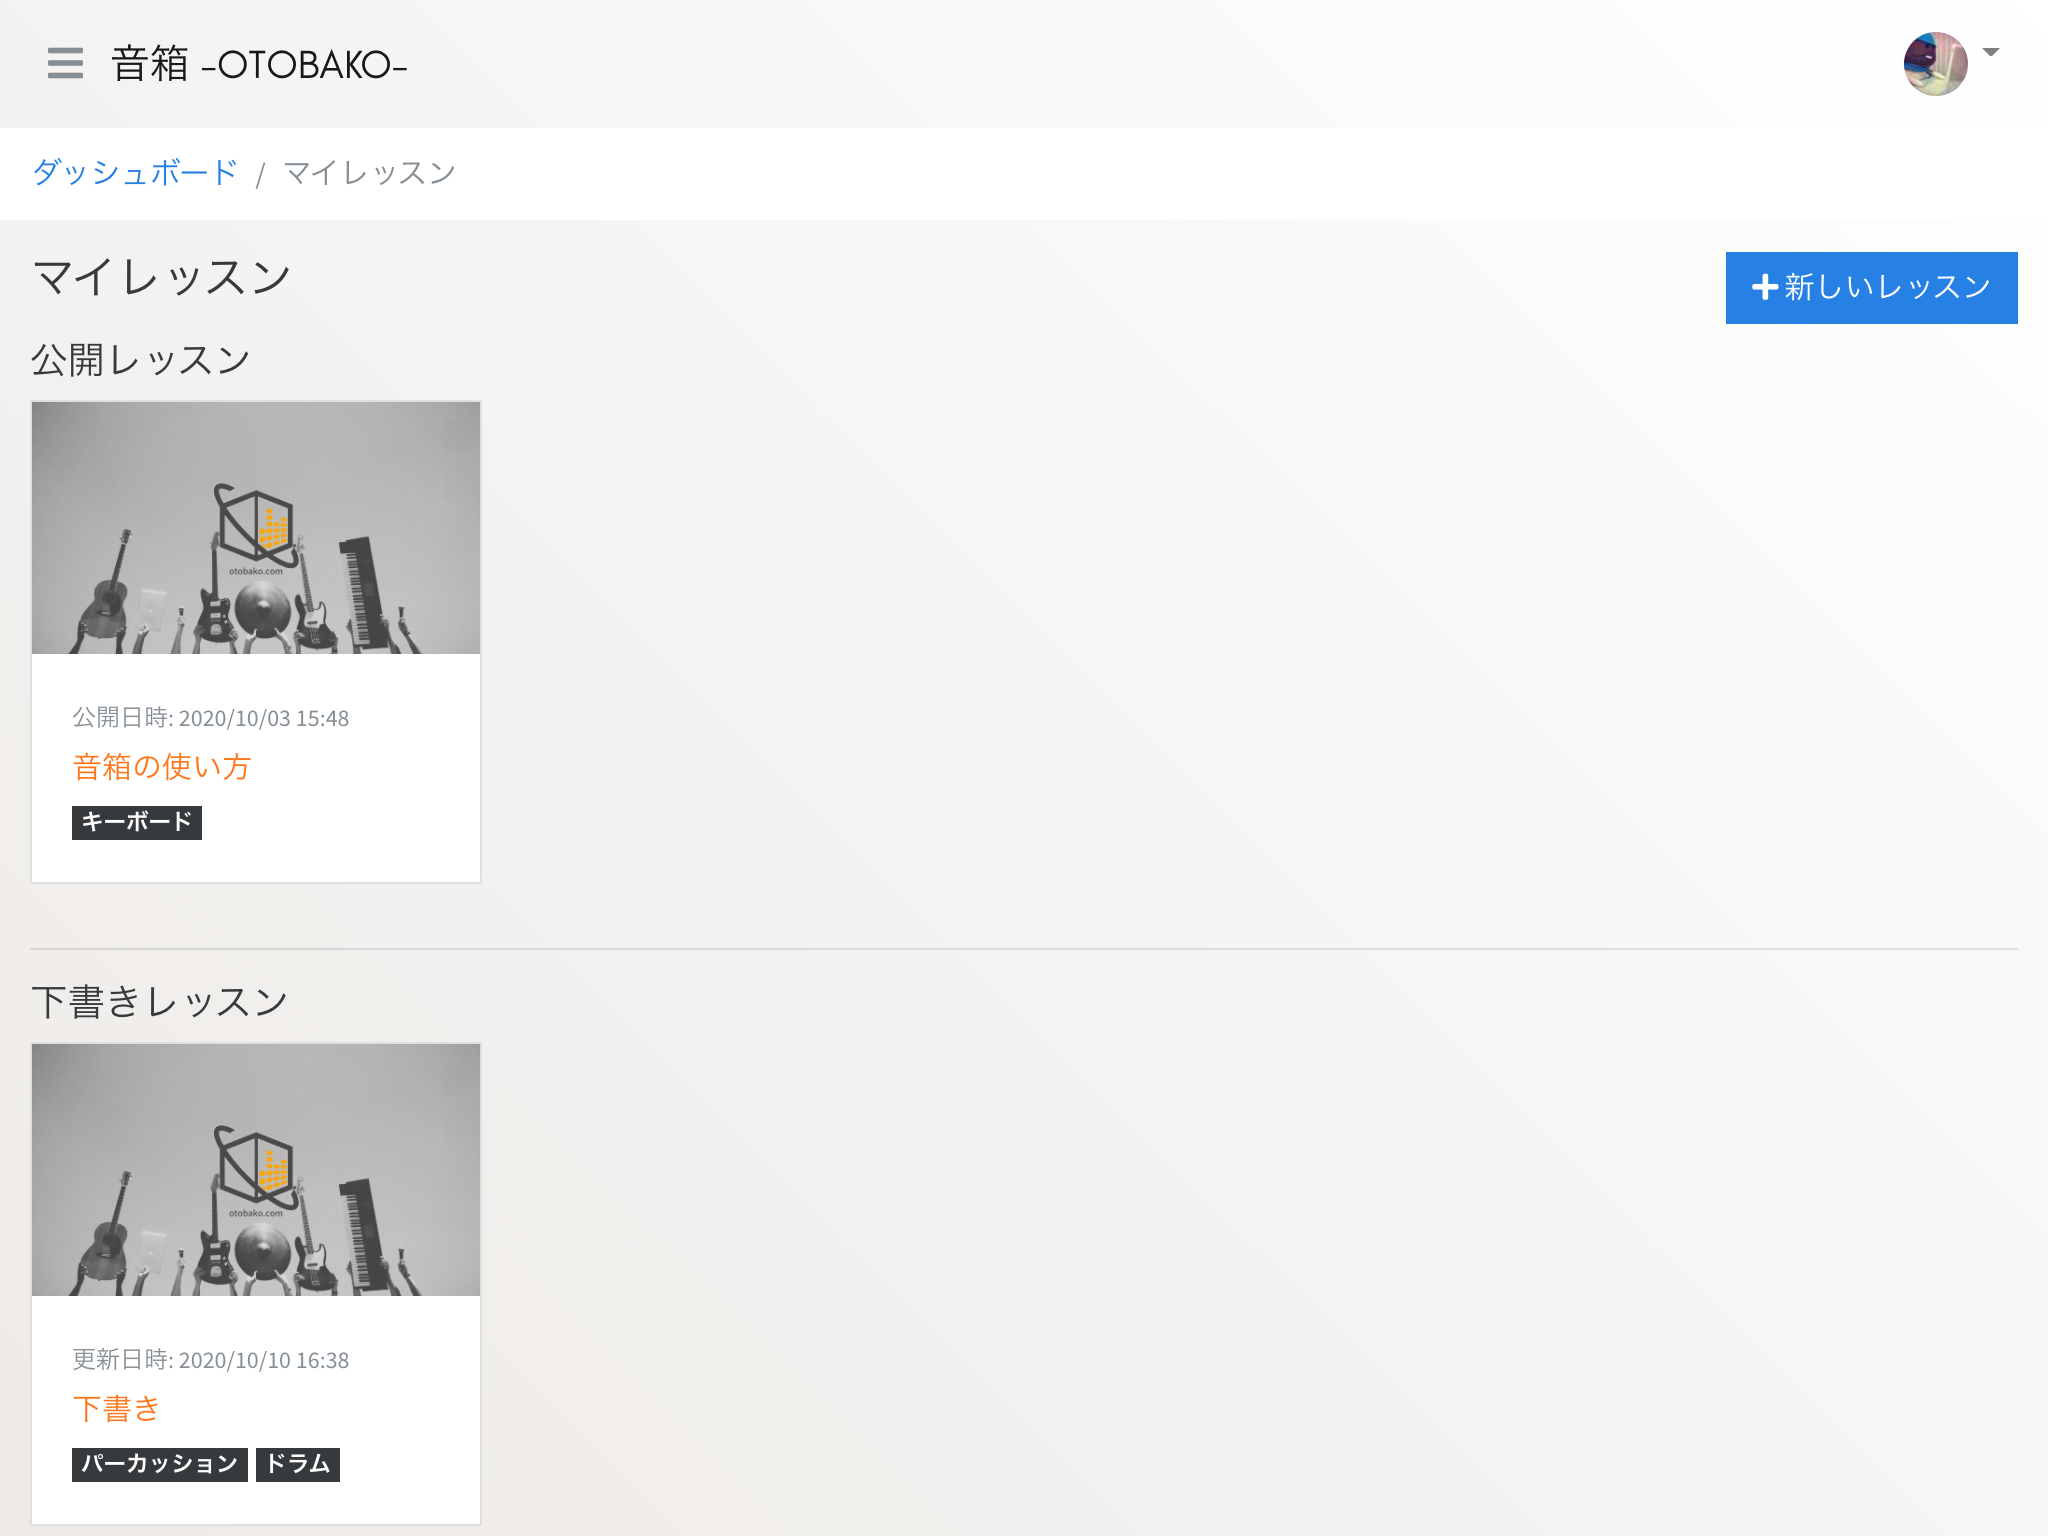 音箱 -OTOBAKO-
ダッシュボード / マイレッスン
マイレッスン
新しいレッスン
公開レッスン
otobako.com
公開日時: 2020/10/03 15:48
音箱の使い方
キーボード
下書きレッスン
otobako.com
更新日時: 2020/10/10 16:38
下書き
パーカッション ドラム